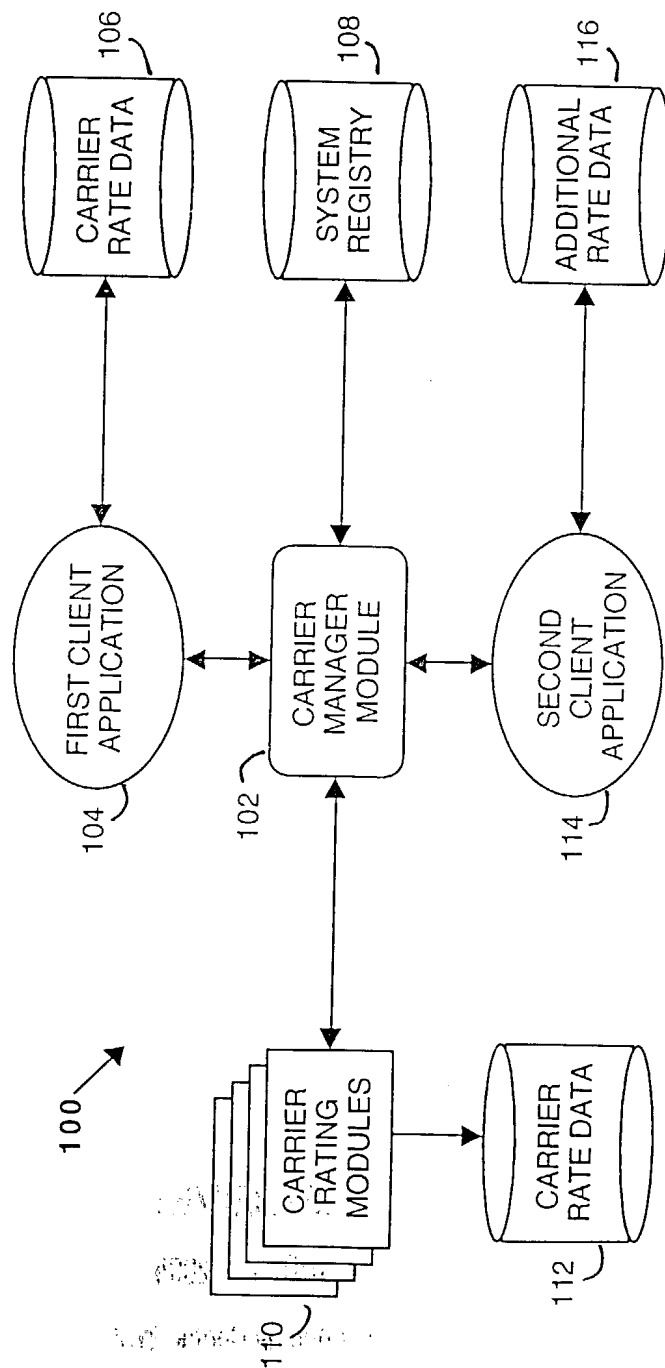 100
CARRIER
RATING
MODULES
110
CARRIER
RATE DATA
112
FIRST CLIENT
APPLICATION
104
CARRIER
MANAGER
MODULE
102
SECOND
CLIENT
APPLICATION
114
CARRIER
RATE DATA
106
SYSTEM
REGISTRY
108
ADDITIONAL
RATE DATA
116